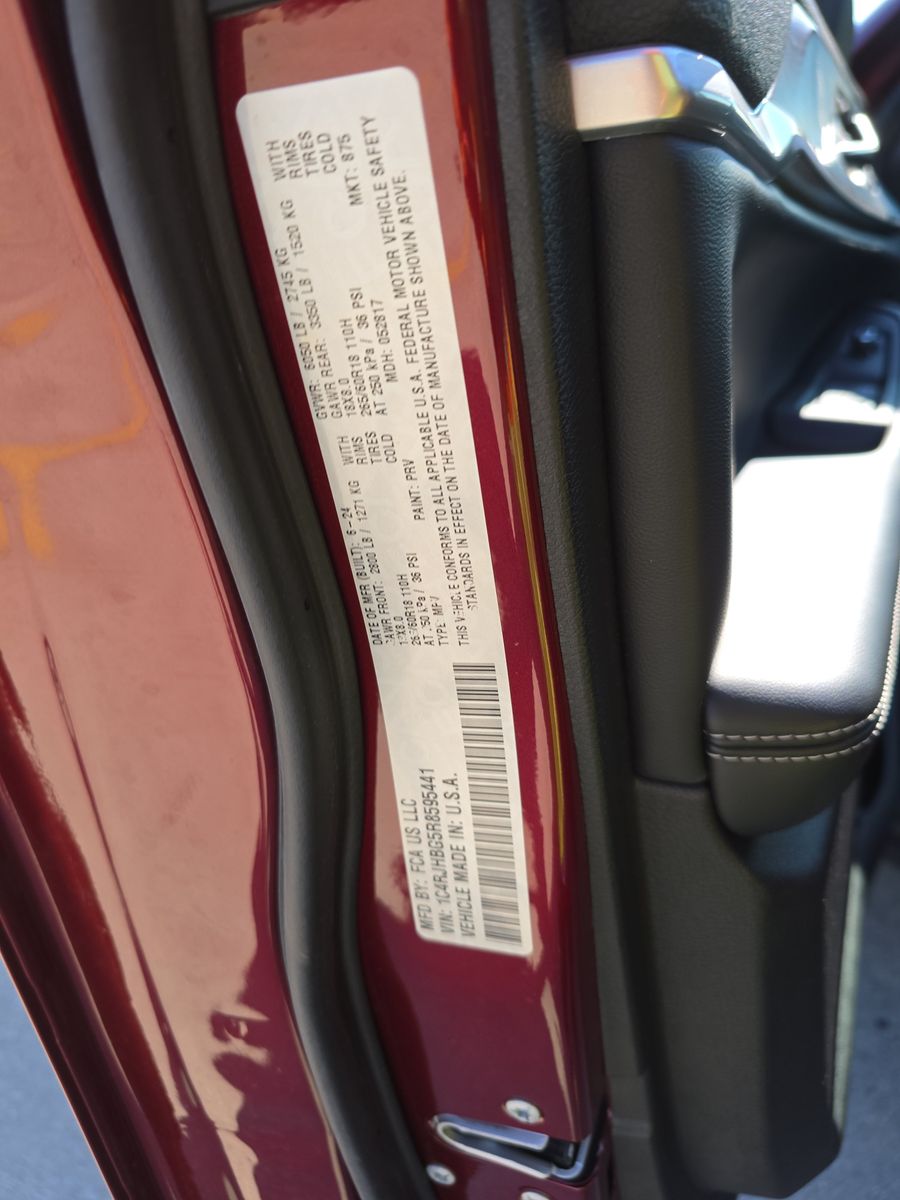 MFD BY: FCA US LLC
VIN: 1C4RJHBG5R8595441
VEHICLE MADE IN: U.S.A.
DATE OF MFR (BUILT): 6-24
GAWR FRONT: 2800 LB / 1271 KG WITH
18X8.0 RIMS
265/60R18 110H TIRES
AT 250 kPa / 36 PSI COLD
TYPE: MPV PAINT: PRV
GVWR: 6050 LB / 2745 KG
GAWR REAR: 3350 LB / 1520 KG WITH
18X8.0 RIMS
265/60R18 110H TIRES
AT 250 kPa / 36 PSI COLD
MDH: 052817 MKT: 875
THIS VEHICLE CONFORMS TO ALL APPLICABLE U.S.A. FEDERAL MOTOR VEHICLE SAFETY
STANDARDS IN EFFECT ON THE DATE OF MANUFACTURE SHOWN ABOVE.